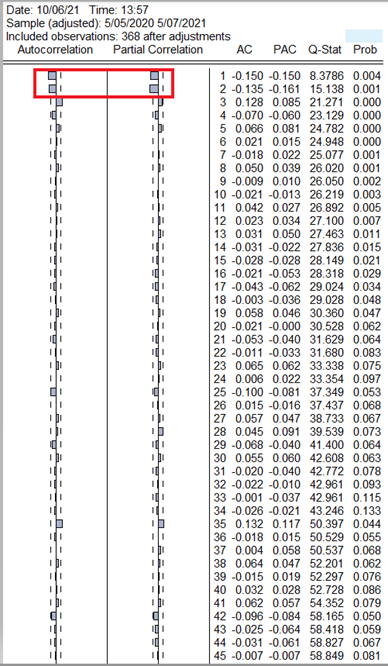 Date: 10/06/21 Time: 13:57
Sample (adjusted): 5/05/2020 5/07/2021
Included observations: 368 after adjustments
Autocorrelation Partial Correlation AC PAC Q-Stat Prob
1 -0.150 -0.150 8.3786 0.004
2 -0.135 -0.161 15.138 0.001
3 0.128 0.085 21.271 0.000
4 -0.070 -0.060 23.129 0.000
5 0.066 0.081 24.782 0.000
6 0.021 0.015 24.948 0.000
7 -0.018 0.022 25.077 0.001
8 0.050 0.039 26.020 0.001
9 -0.009 0.010 26.050 0.002
10 -0.021 -0.013 26.219 0.003
11 0.042 0.027 26.892 0.005
12 0.023 0.034 27.100 0.007
13 0.031 0.050 27.463 0.011
14 -0.031 -0.022 27.836 0.015
15 -0.028 -0.028 28.149 0.021
16 -0.021 -0.053 28.318 0.029
17 -0.043 -0.062 29.024 0.034
18 -0.003 -0.036 29.028 0.048
19 0.058 0.046 30.360 0.047
20 -0.021 -0.000 30.528 0.062
21 -0.053 -0.040 31.629 0.064
22 -0.011 -0.033 31.680 0.083
23 0.065 0.062 33.338 0.075
24 0.006 0.022 33.354 0.097
25 -0.100 -0.081 37.349 0.053
26 0.015 -0.016 37.437 0.068
27 0.057 0.047 38.733 0.067
28 0.045 0.091 39.539 0.073
29 -0.068 -0.040 41.400 0.064
30 0.055 0.060 42.608 0.063
31 -0.020 -0.040 42.772 0.078
32 -0.022 -0.010 42.961 0.093
33 -0.001 -0.037 42.961 0.115
34 -0.026 -0.021 43.246 0.133
35 0.132 0.117 50.397 0.044
36 -0.018 0.015 50.529 0.055
37 0.004 0.058 50.537 0.068
38 0.064 0.047 52.201 0.062
39 -0.015 0.019 52.297 0.076
40 0.032 0.028 52.728 0.086
41 0.062 0.057 54.352 0.079
42 -0.096 -0.084 58.165 0.050
43 -0.025 -0.064 58.418 0.059
44 -0.031 -0.061 58.827 0.067
45 -0.007 -0.007 58.849 0.081